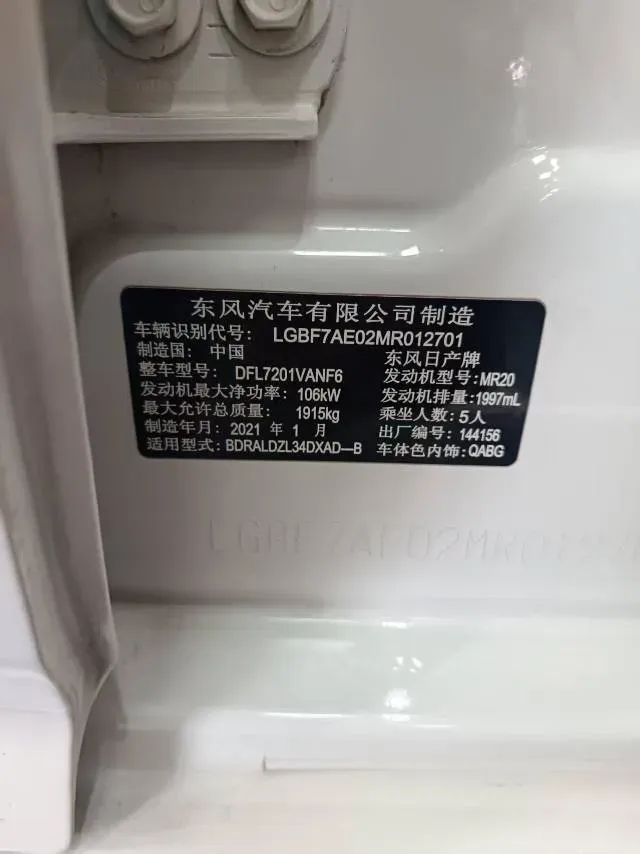 东风汽车有限公司制造
车辆识别代号: LGBF7AE02MR012701
制造国: 中国 东风日产牌
整车型号: DFL7201VANF6 发动机型号:MR20
发动机最大净功率: 106kW 发动机排量:1997mL
最大允许总质量: 1915kg 乘坐人数:5人
制造年月:2021 年 1 月 出厂编号:144156
适用型式:BDRALDZL34DXAD—B 车体色内饰:QABG